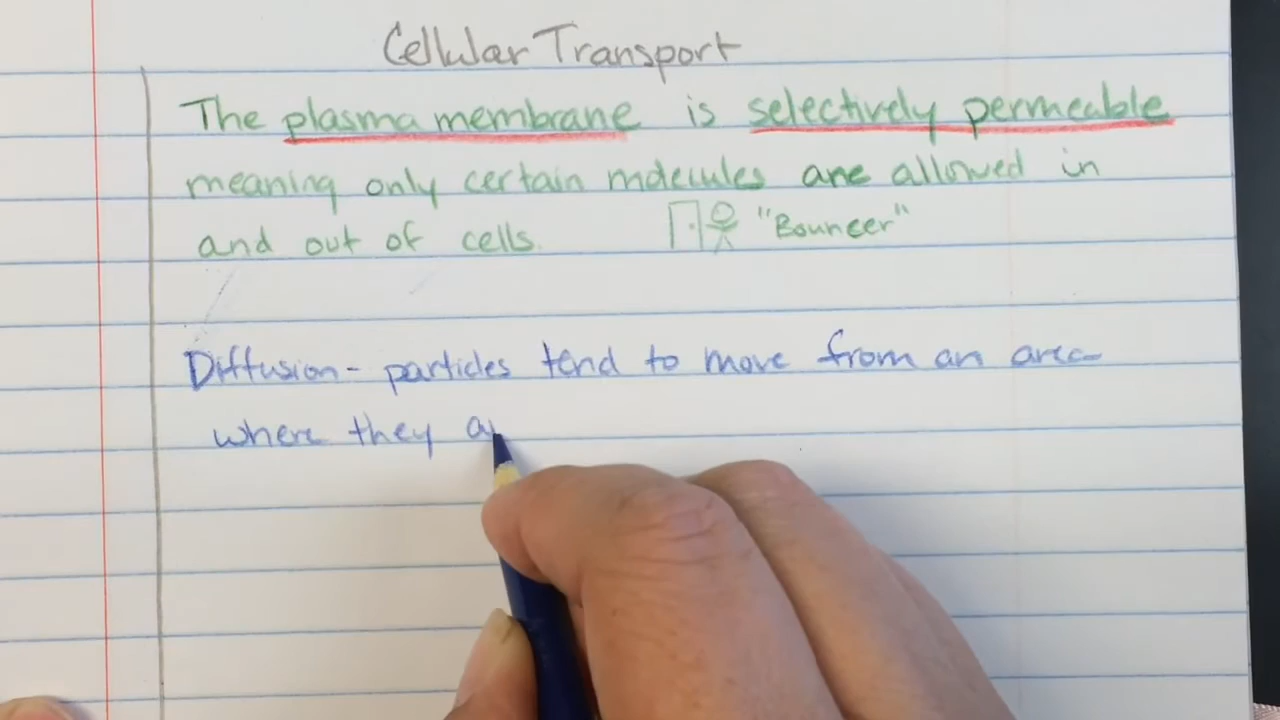 Cellular Transport
The plasma membrane is selectively permeable
meaning only certain molecules are allowed in
and out of cells. "Bouncer"
Diffusion - particles tend to move from an area
where they